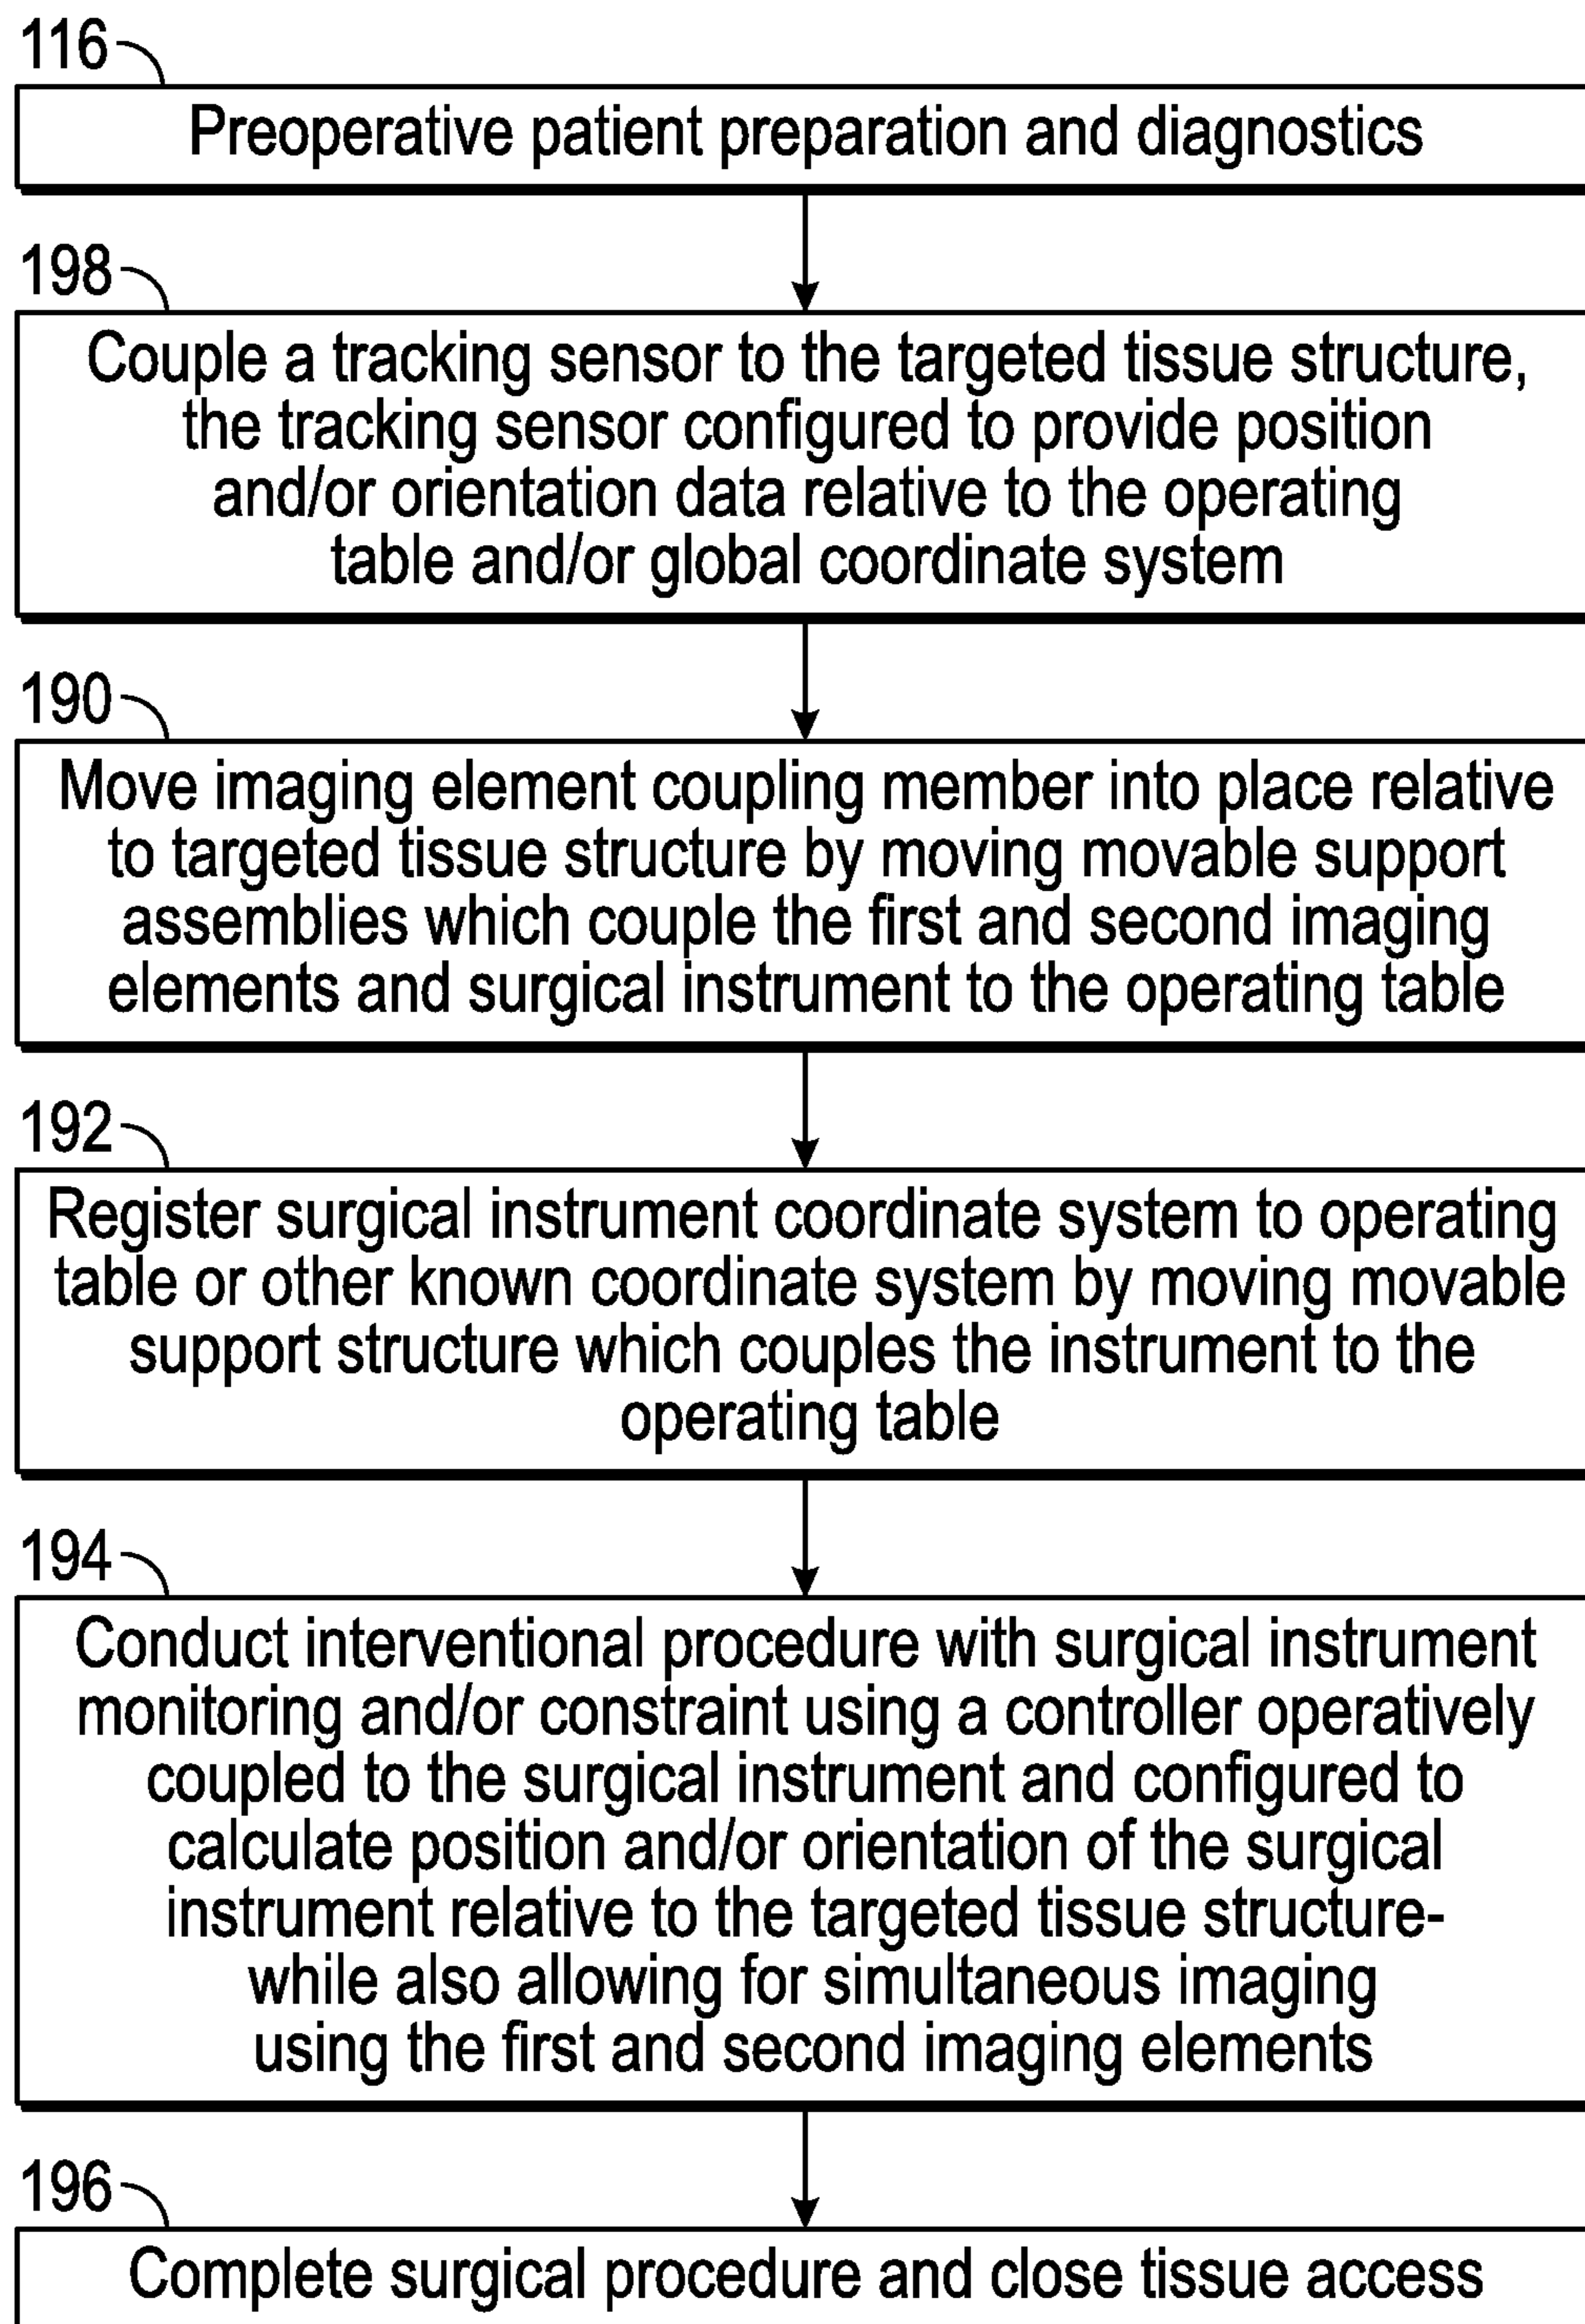 116
Preoperative patient preparation and diagnostics
198
Couple a tracking sensor to the targeted tissue structure,
the tracking sensor configured to provide position
and/or orientation data relative to the operating
table and/or global coordinate system
190
Move imaging element coupling member into place relative
to targeted tissue structure by moving movable support
assemblies which couple the first and second imaging
elements and surgical instrument to the operating table
192
Register surgical instrument coordinate system to operating
table or other known coordinate system by moving movable
support structure which couples the instrument to the
operating table
194
Conduct interventional procedure with surgical instrument
monitoring and/or constraint using a controller operatively
coupled to the surgical instrument and configured to
calculate position and/or orientation of the surgical
instrument relative to the targeted tissue structure-
while also allowing for simultaneous imaging
using the first and second imaging elements
196
Complete surgical procedure and close tissue access